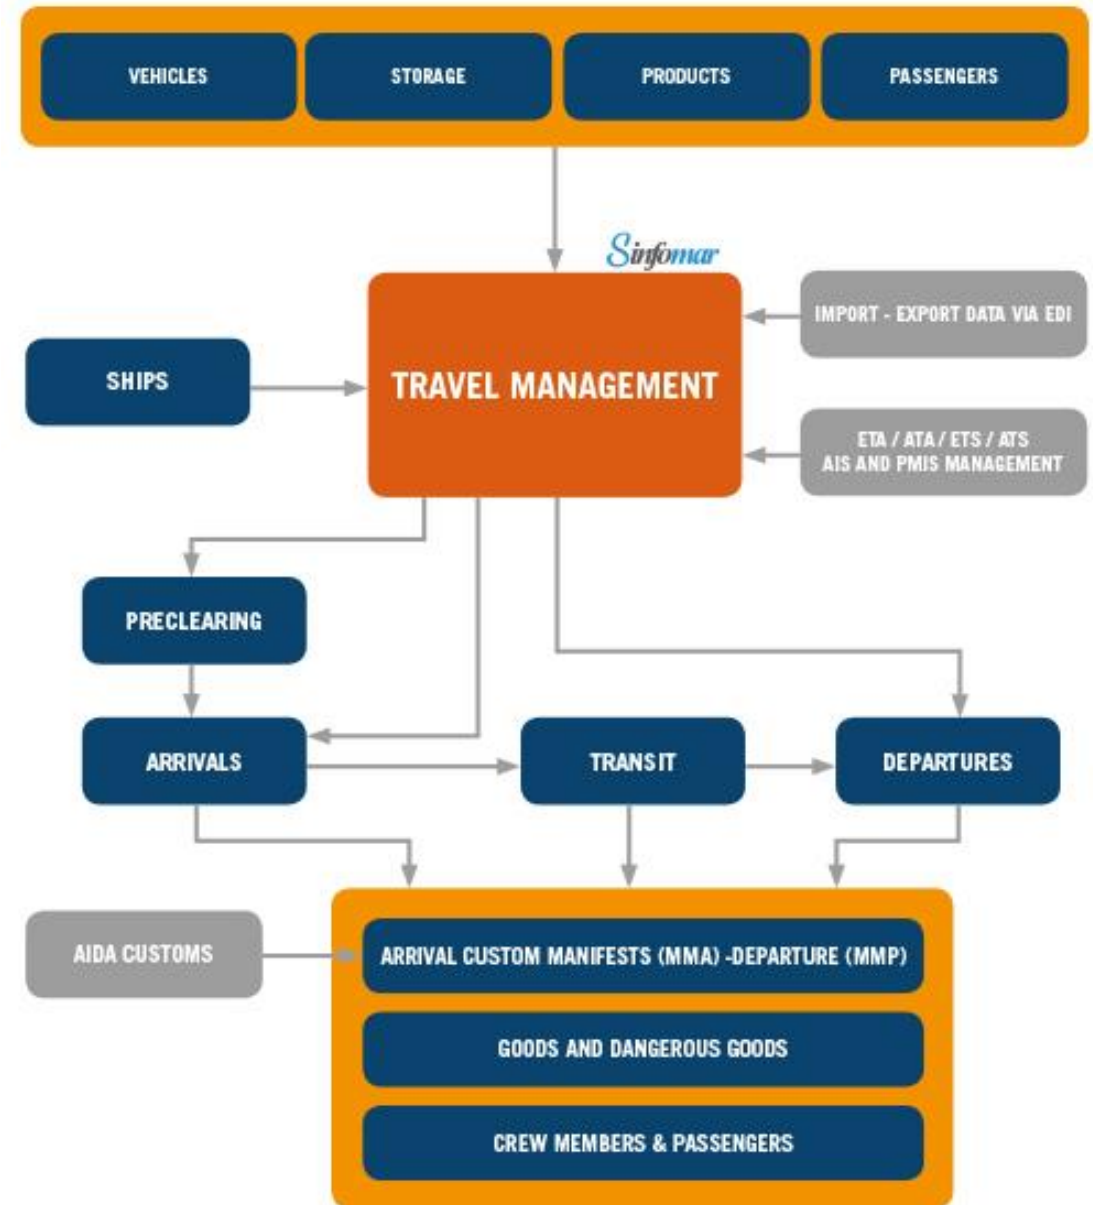 VEHICLES
STORAGE
PRODUCTS
PASSENGERS
Sinfomar
IMPORT - EXPORT DATA VIA EDI
SHIPS
TRAVEL MANAGEMENT
ETA / ATA / ETS / ATS
AIS AND PMIS MANAGEMENT
PRECLEARING
ARRIVALS
TRANSIT
DEPARTURES
AIDA CUSTOMS
ARRIVAL CUSTOM MANIFESTS (MMA) -DEPARTURE (MMP)
GOODS AND DANGEROUS GOODS
CREW MEMBERS & PASSENGERS